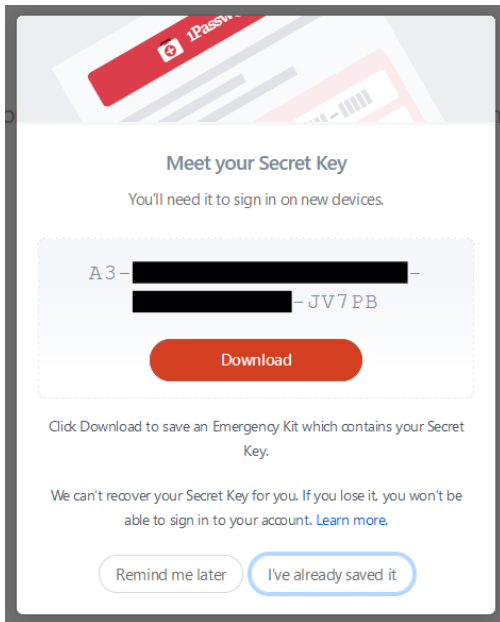 1Passw
Meet your Secret Key
You'll need it to sign in on new devices.
A3-
-
-JV7PB
Download
Click Download to save an Emergency Kit which contains your Secret
Key.
We can't recover your Secret Key for you. If you lose it, you won't be
able to sign in to your account. Learn more.
Remind me later
I've already saved it